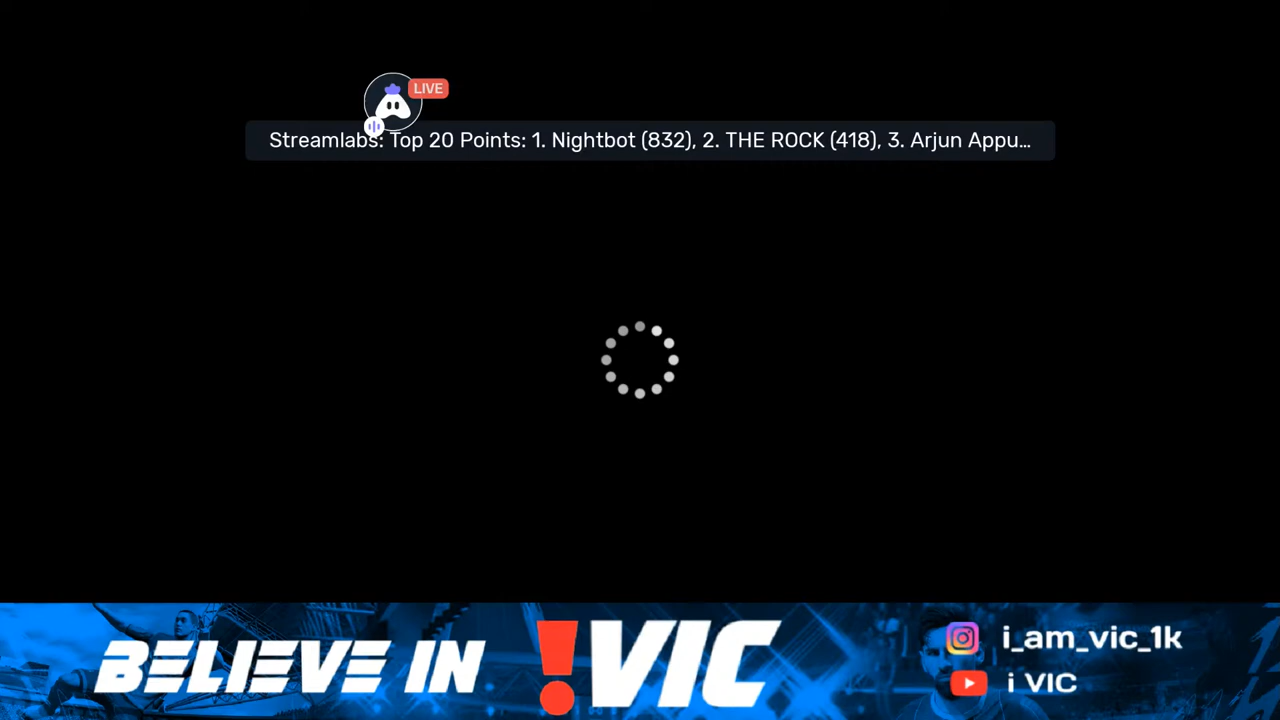 LIVE
Streamlabs: Top 20 Points: 1. Nightbot (832), 2. THE ROCK (418), 3. Arjun Appu...
BELIEVE IN !VIC
i_am_vic_1k
i VIC